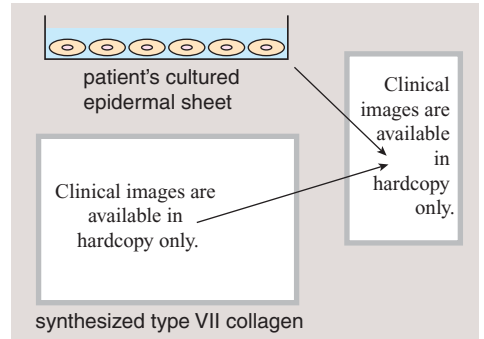 patient's cultured
epidermal sheet
Clinical
images are
available
in
hardcopy
only.
Clinical images are
available in
hardcopy only.
synthesized type VII collagen